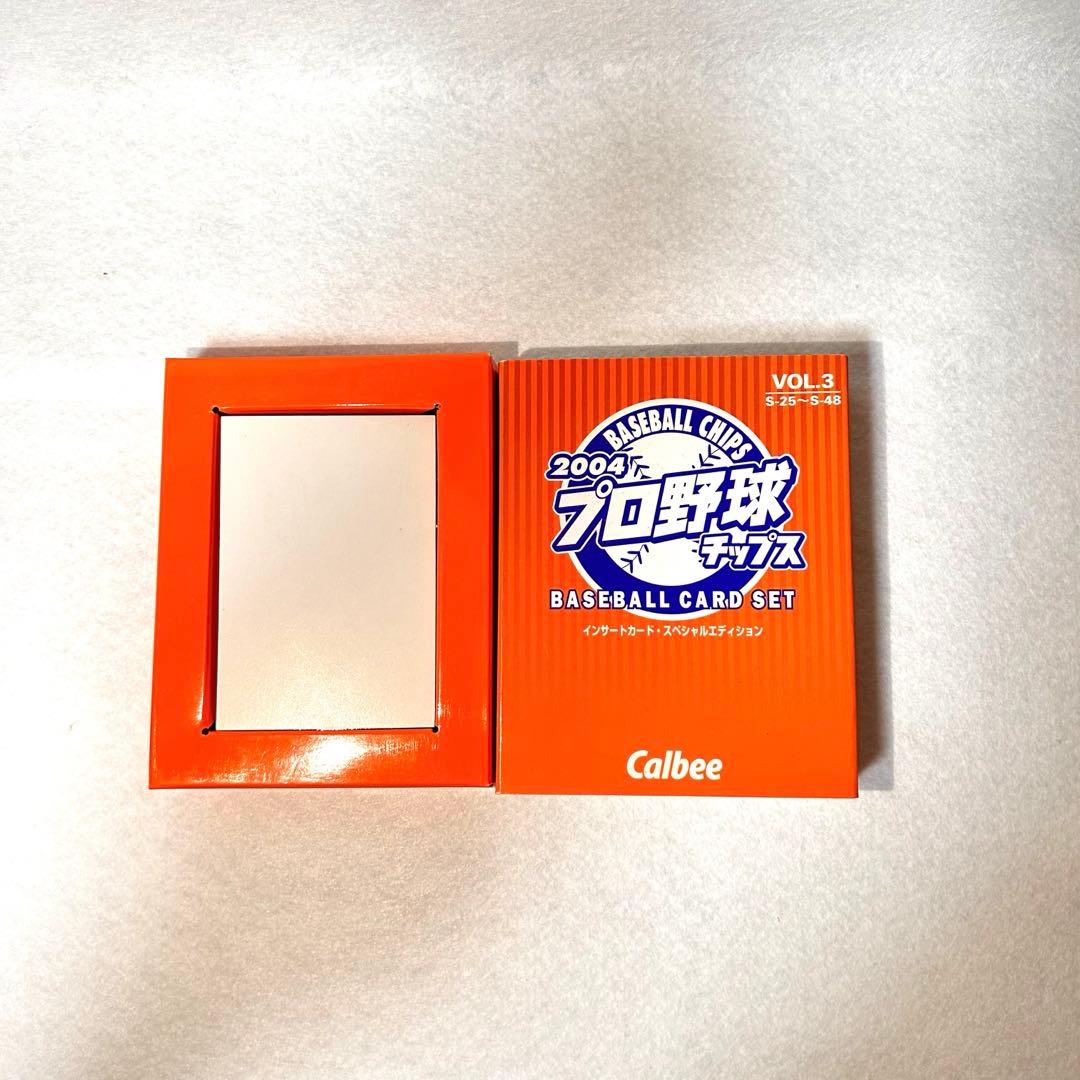 VOL.3
S-25～S-48
BASEBALL CHIPS
2004
プロ野球
チップス
BASEBALL CARD SET
インサートカード・スペシャルエディション
Calbee